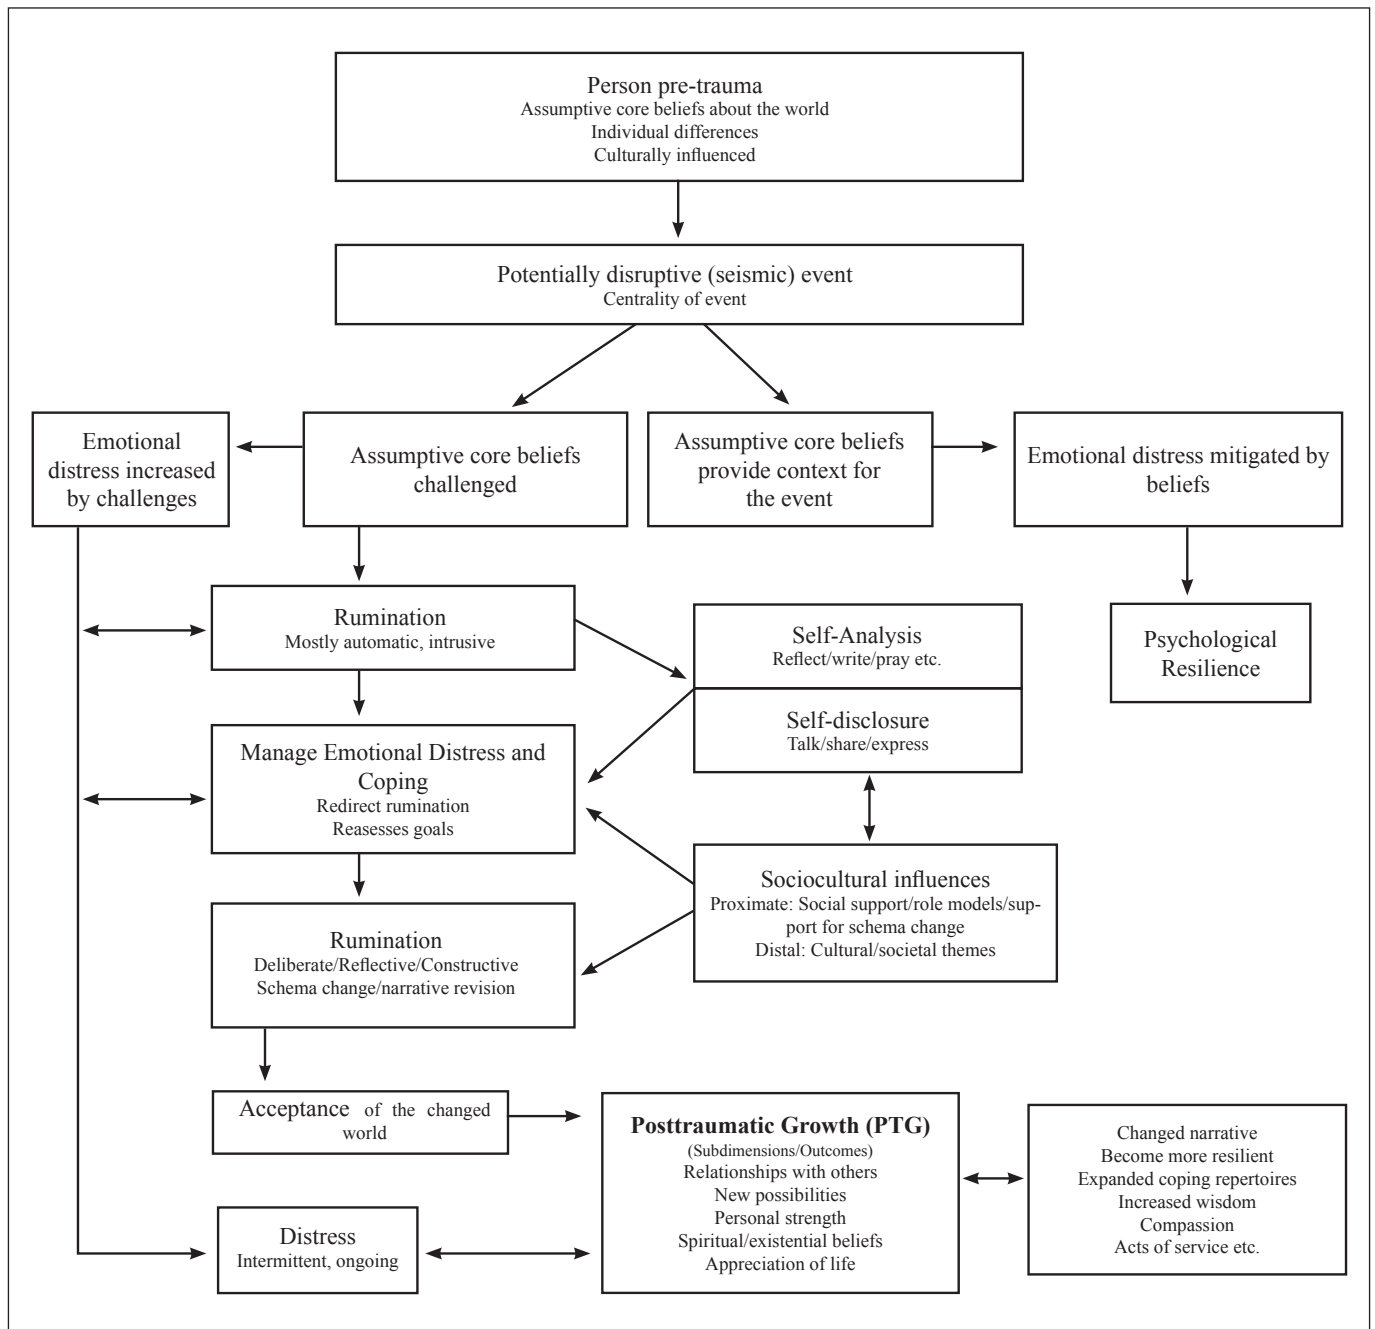 Person pre-trauma
Assumptive core beliefs about the world
Individual differences
Culturally influenced
Potentially disruptive (seismic) event
Centrality of event
Emotional
distress increased
by challenges
Assumptive core beliefs
challenged
Assumptive core beliefs
provide context for
the event
Emotional distress mitigated by
beliefs
Rumination
Mostly automatic, intrusive
Self-Analysis
Reflect/write/pray etc.
Self-disclosure
Talk/share/express
Psychological
Resilience
Manage Emotional Distress and
Coping
Redirect rumination
Reasesses goals
Sociocultural influences
Proximate: Social support/role models/sup-
port for schema change
Distal: Cultural/societal themes
Rumination
Deliberate/Reflective/Constructive
Schema change/narrative revision
Acceptance of the changed
world
Posttraumatic Growth (PTG)
(Subdimensions/Outcomes)
Relationships with others
New possibilities
Personal strength
Spiritual/existential beliefs
Appreciation of life
Changed narrative
Become more resilient
Expanded coping repertoires
Increased wisdom
Compassion
Acts of service etc.
Distress
Intermittent, ongoing